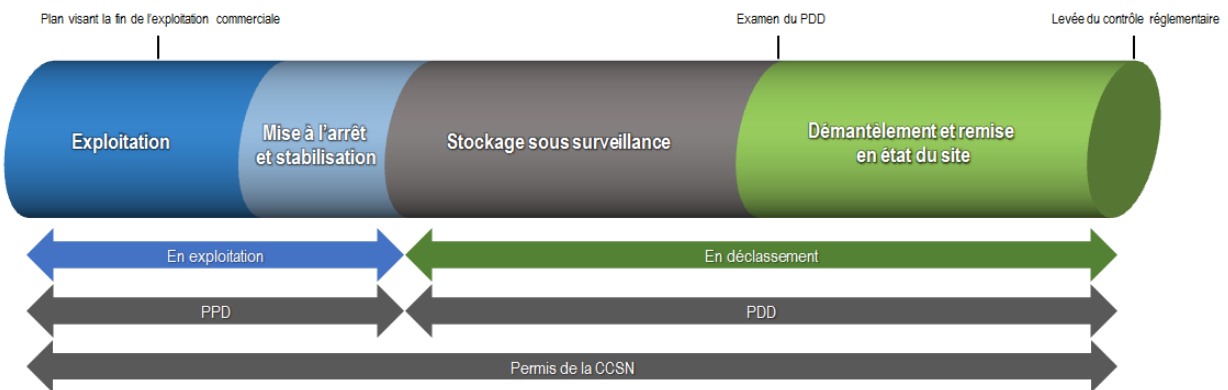 Plan visant la fin de l'exploitation commerciale
Examen du PDD
Levée du contrôle réglementaire
Exploitation
Mise à l'arrêt
et stabilisation
Stockage sous surveillance
Démantèlement et remise
en état du site
En exploitation
En déclassement
PPD
PDD
Permis de la CCSN